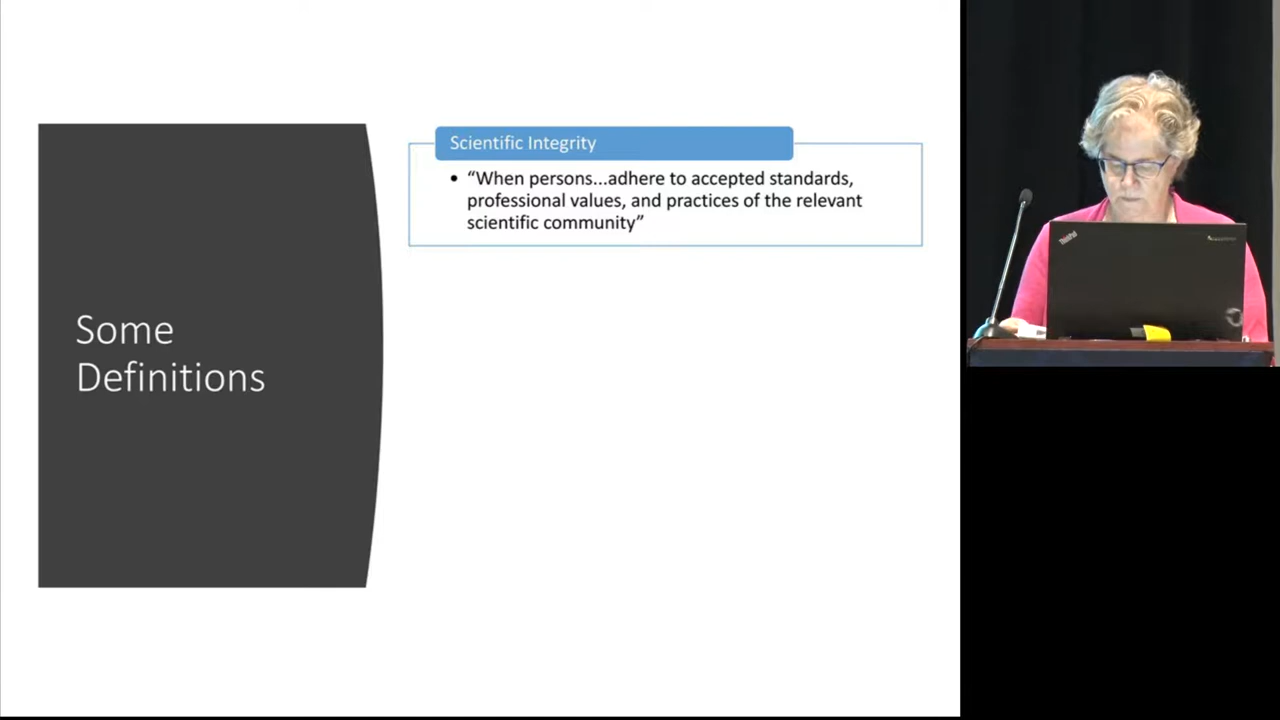 Some
Definitions
Scientific Integrity
• “When persons...adhere to accepted standards,
professional values, and practices of the relevant
scientific community”
ThinkPad